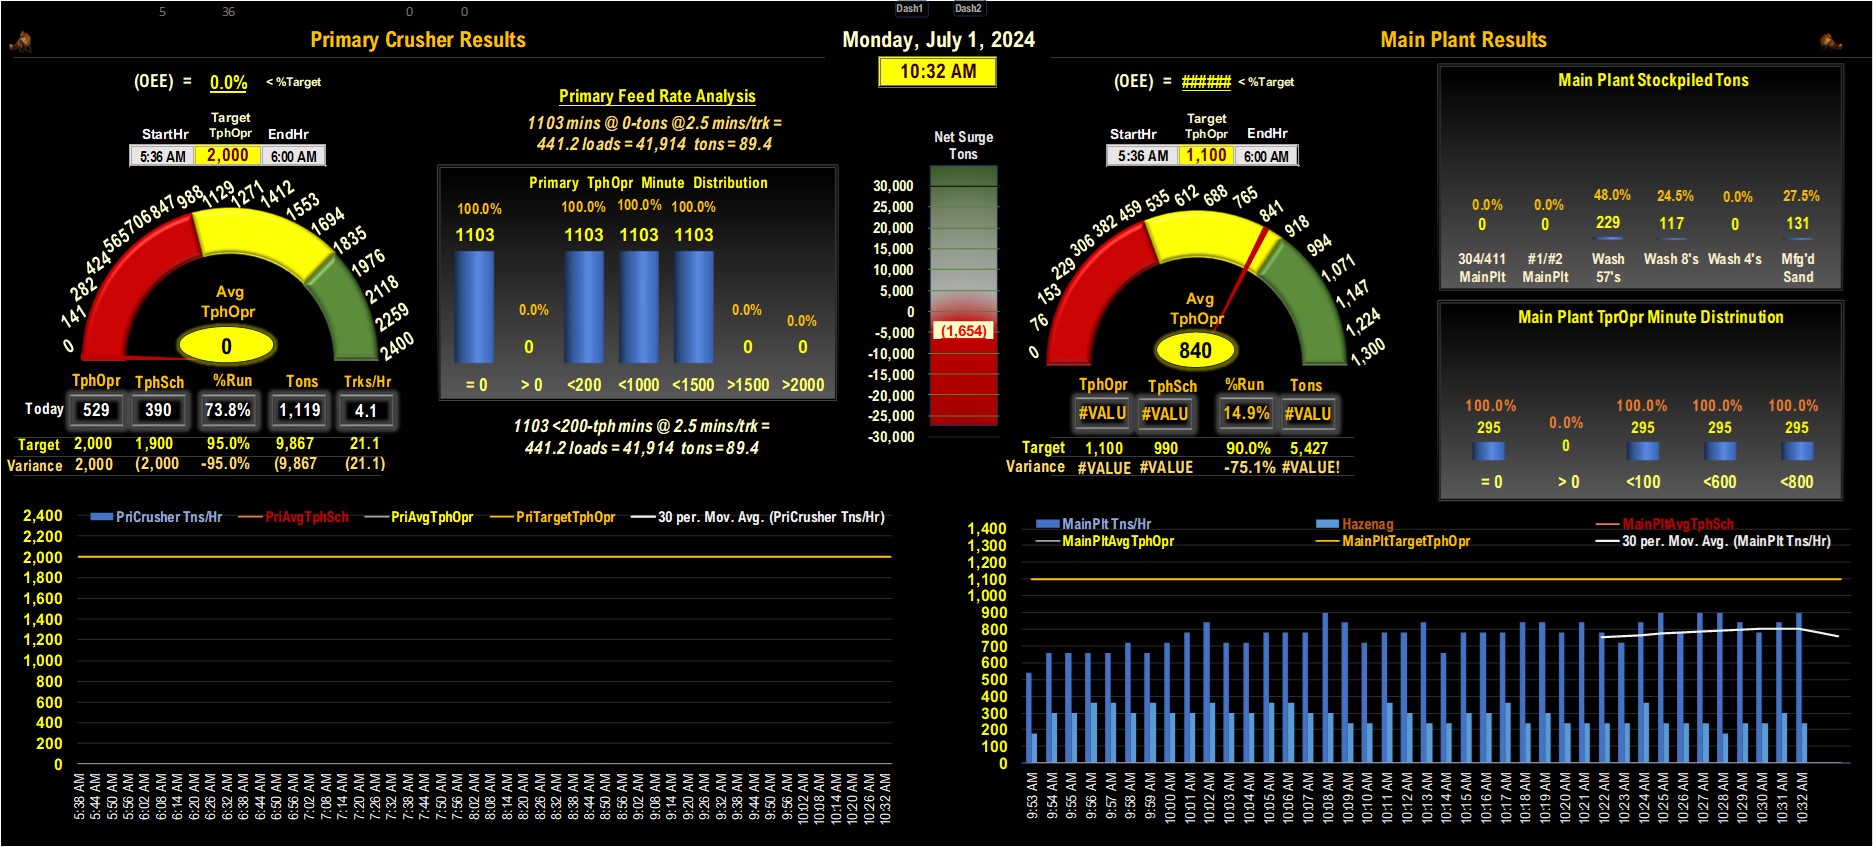 5 36 0 0 Dash1 Dash2
Primary Crusher Results
Monday, July 1, 2024
Main Plant Results
10:32 AM
(OEE) = 0.0% < %Target
Primary Feed Rate Analysis
1103 mins @ 0-tons @2.5 mins/trk =
441.2 loads = 41,914 tons = 89.4
StartHr Target TphOpr EndHr
5:36 AM 2,000 6:00 AM
0 141 282 424 565 706 847 988 1129 1271 1412 1553 1694 1835 1976 2118 2259 2400
Avg
TphOpr
0
TphOpr TphSch %Run Tons Trks/Hr
Today 529 390 73.8% 1,119 4.1
Target 2,000 1,900 95.0% 9,867 21.1
Variance 2,000 (2,000 -95.0% (9,867 (21.1)
Primary TphOpr Minute Distribution
100.0% 100.0% 100.0% 100.0%
1103 1103 1103 1103
0.0% 0.0% 0.0%
0 0 0
= 0 > 0 <200 <1000 <1500 >1500 >2000
1103 <200-tph mins @ 2.5 mins/trk =
441.2 loads = 41,914 tons = 89.4
Net Surge
Tons
30,000
25,000
20,000
15,000
10,000
5,000
0
-5,000
-10,000
-15,000
-20,000
-25,000
-30,000
(1,654)
(OEE) = ###### < %Target
StartHr Target TphOpr EndHr
5:36 AM 1,100 6:00 AM
0 76 153 229 306 382 459 535 612 688 765 841 918 994 1,071 1,147 1,224 1,300
Avg
TphOpr
840
TphOpr TphSch %Run Tons
#VALU #VALU 14.9% #VALU
Target 1,100 990 90.0% 5,427
Variance #VALUE #VALUE -75.1% #VALUE!
Main Plant Stockpiled Tons
0.0% 0.0% 48.0% 24.5% 0.0% 27.5%
0 0 229 117 0 131
304/411 #1/#2 Wash Wash 8's Wash 4's Mfg'd
MainPlt MainPlt 57's Sand
Main Plant TprOpr Minute Distrinution
100.0% 0.0% 100.0% 100.0% 100.0%
295 0 295 295 295
= 0 > 0 <100 <600 <800
PriCrusher Tns/Hr PriAvgTphSch PriAvgTphOpr PriTargetTphOpr 30 per. Mov. Avg. (PriCrusher Tns/Hr)
2,400
2,200
2,000
1,800
1,600
1,400
1,200
1,000
800
600
400
200
0
5:38 AM 5:44 AM 5:50 AM 5:56 AM 6:02 AM 6:08 AM 6:14 AM 6:20 AM 6:26 AM 6:32 AM 6:38 AM 6:44 AM 6:50 AM 6:56 AM 7:02 AM 7:08 AM 7:14 AM 7:20 AM 7:26 AM 7:32 AM 7:38 AM 7:44 AM 7:50 AM 7:56 AM 8:02 AM 8:08 AM 8:14 AM 8:20 AM 8:26 AM 8:32 AM 8:38 AM 8:44 AM 8:50 AM 8:56 AM 9:02 AM 9:08 AM 9:14 AM 9:20 AM 9:26 AM 9:32 AM 9:38 AM 9:44 AM 9:50 AM 9:56 AM 10:02 AM 10:08 AM 10:14 AM 10:20 AM 10:26 AM 10:32 AM
MainPlt Tns/Hr Hazenag MainPltAvgTphSch
MainPltAvgTphOpr MainPltTargetTphOpr 30 per. Mov. Avg. (MainPlt Tns/Hr)
1,400
1,300
1,200
1,100
1,000
900
800
700
600
500
400
300
200
100
0
9:53 AM 9:54 AM 9:55 AM 9:56 AM 9:57 AM 9:58 AM 9:59 AM 10:00 AM 10:01 AM 10:02 AM 10:03 AM 10:04 AM 10:05 AM 10:06 AM 10:07 AM 10:08 AM 10:09 AM 10:10 AM 10:11 AM 10:12 AM 10:13 AM 10:14 AM 10:15 AM 10:16 AM 10:17 AM 10:18 AM 10:19 AM 10:20 AM 10:21 AM 10:22 AM 10:23 AM 10:24 AM 10:25 AM 10:26 AM 10:27 AM 10:28 AM 10:29 AM 10:30 AM 10:31 AM 10:32 AM